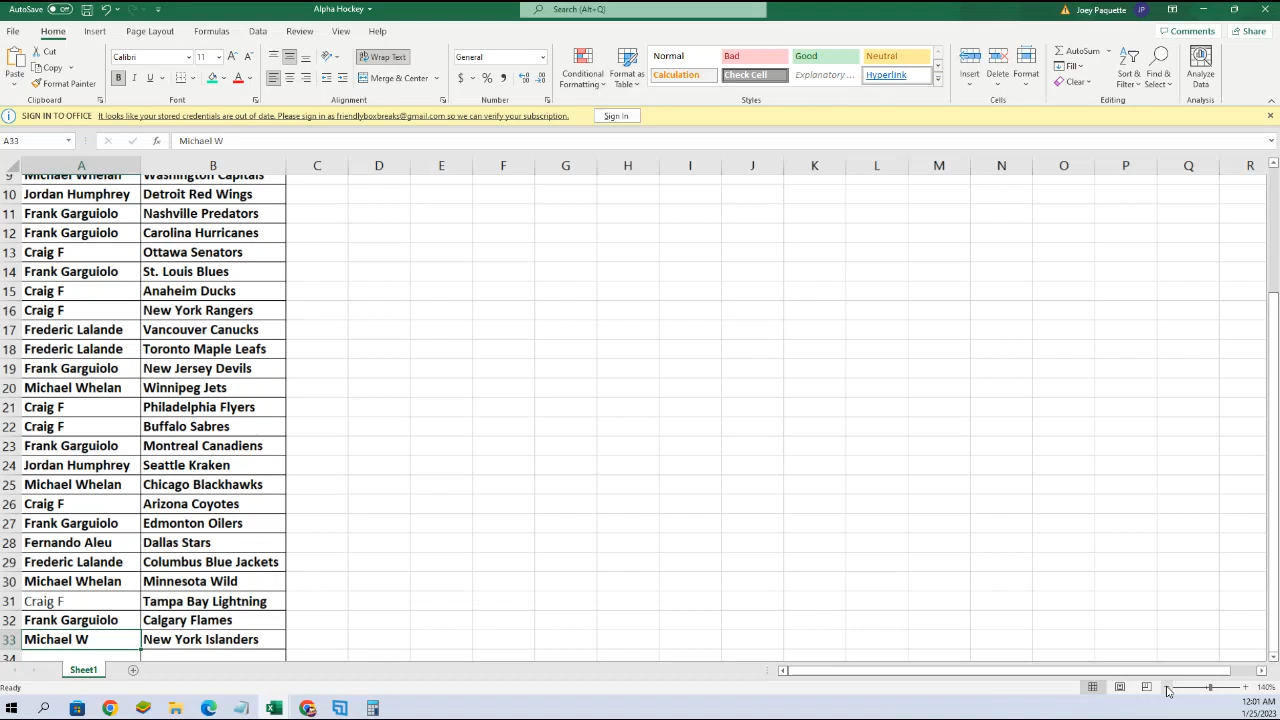 AutoSave Off Alpha Hockey Search (Alt+Q) Joey Paquette JP
File Home Insert Page Layout Formulas Data Review View Help Comments Share
Paste Cut Copy Format Painter Clipboard
Calibri 11 B I U A Font
Wrap Text Merge & Center Alignment
General $ % Number
Conditional Formatting Format as Table
Normal Bad Good Neutral
Calculation Check Cell Explanatory ... Hyperlink
Styles
Insert Delete Format Cells
AutoSum Fill Clear Sort & Filter Find & Select Editing
Analyze Data Analysis
SIGN IN TO OFFICE It looks like your stored credentials are out of date. Please sign in as friendlyboxbreaks@gmail.com so we can verify your subscription. Sign In
A33 fx Michael W
A B C D E F G H I J K L M N O P Q R
9 Michael Whelan Washington Capitals
10 Jordan Humphrey Detroit Red Wings
11 Frank Garguiolo Nashville Predators
12 Frank Garguiolo Carolina Hurricanes
13 Craig F Ottawa Senators
14 Frank Garguiolo St. Louis Blues
15 Craig F Anaheim Ducks
16 Craig F New York Rangers
17 Frederic Lalande Vancouver Canucks
18 Frederic Lalande Toronto Maple Leafs
19 Frank Garguiolo New Jersey Devils
20 Michael Whelan Winnipeg Jets
21 Craig F Philadelphia Flyers
22 Craig F Buffalo Sabres
23 Frank Garguiolo Montreal Canadiens
24 Jordan Humphrey Seattle Kraken
25 Michael Whelan Chicago Blackhawks
26 Craig F Arizona Coyotes
27 Frank Garguiolo Edmonton Oilers
28 Fernando Aleu Dallas Stars
29 Frederic Lalande Columbus Blue Jackets
30 Michael Whelan Minnesota Wild
31 Craig F Tampa Bay Lightning
32 Frank Garguiolo Calgary Flames
33 Michael W New York Islanders
34
Sheet1
Ready 140%
12:01 AM
1/25/2023